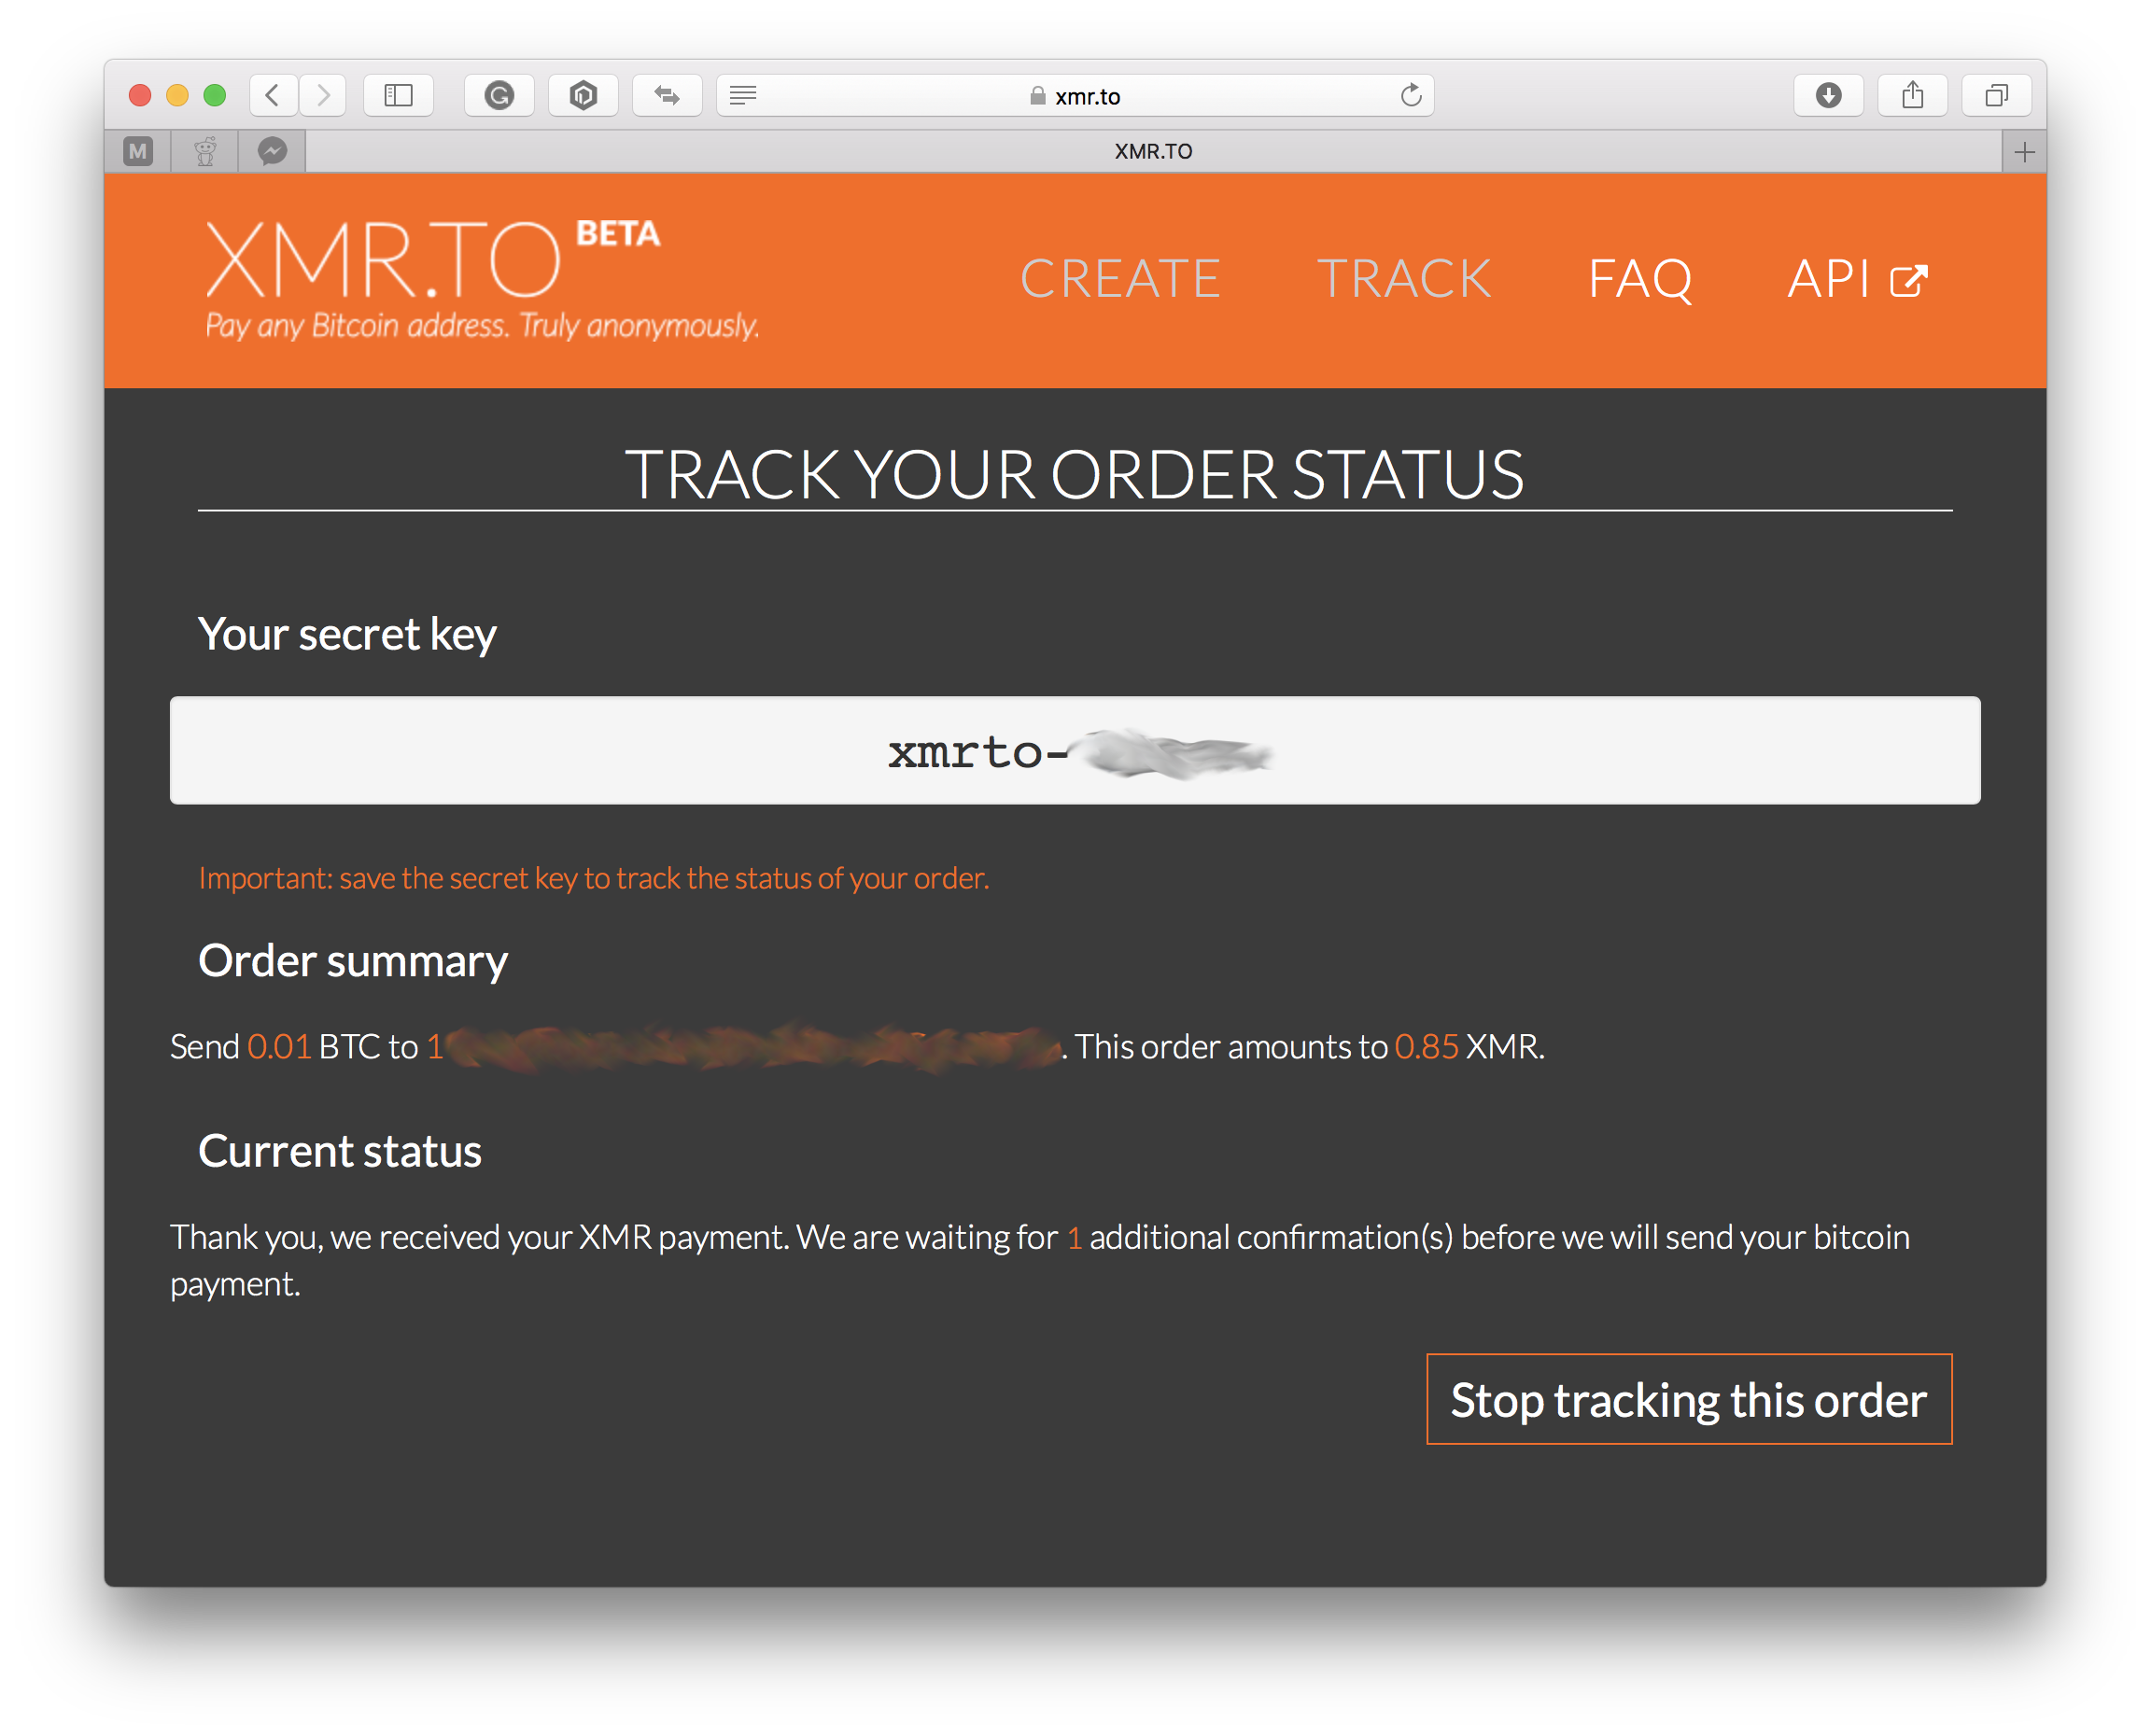 xmr.to
M
XMR.TO
XMR.TO BETA
Pay any Bitcoin address. Truly anonymously.
CREATE TRACK FAQ API
TRACK YOUR ORDER STATUS
Your secret key
xmrto-
Important: save the secret key to track the status of your order.
Order summary
Send 0.01 BTC to 1. This order amounts to 0.85 XMR.
Current status
Thank you, we received your XMR payment. We are waiting for 1 additional confirmation(s) before we will send your bitcoin
payment.
Stop tracking this order